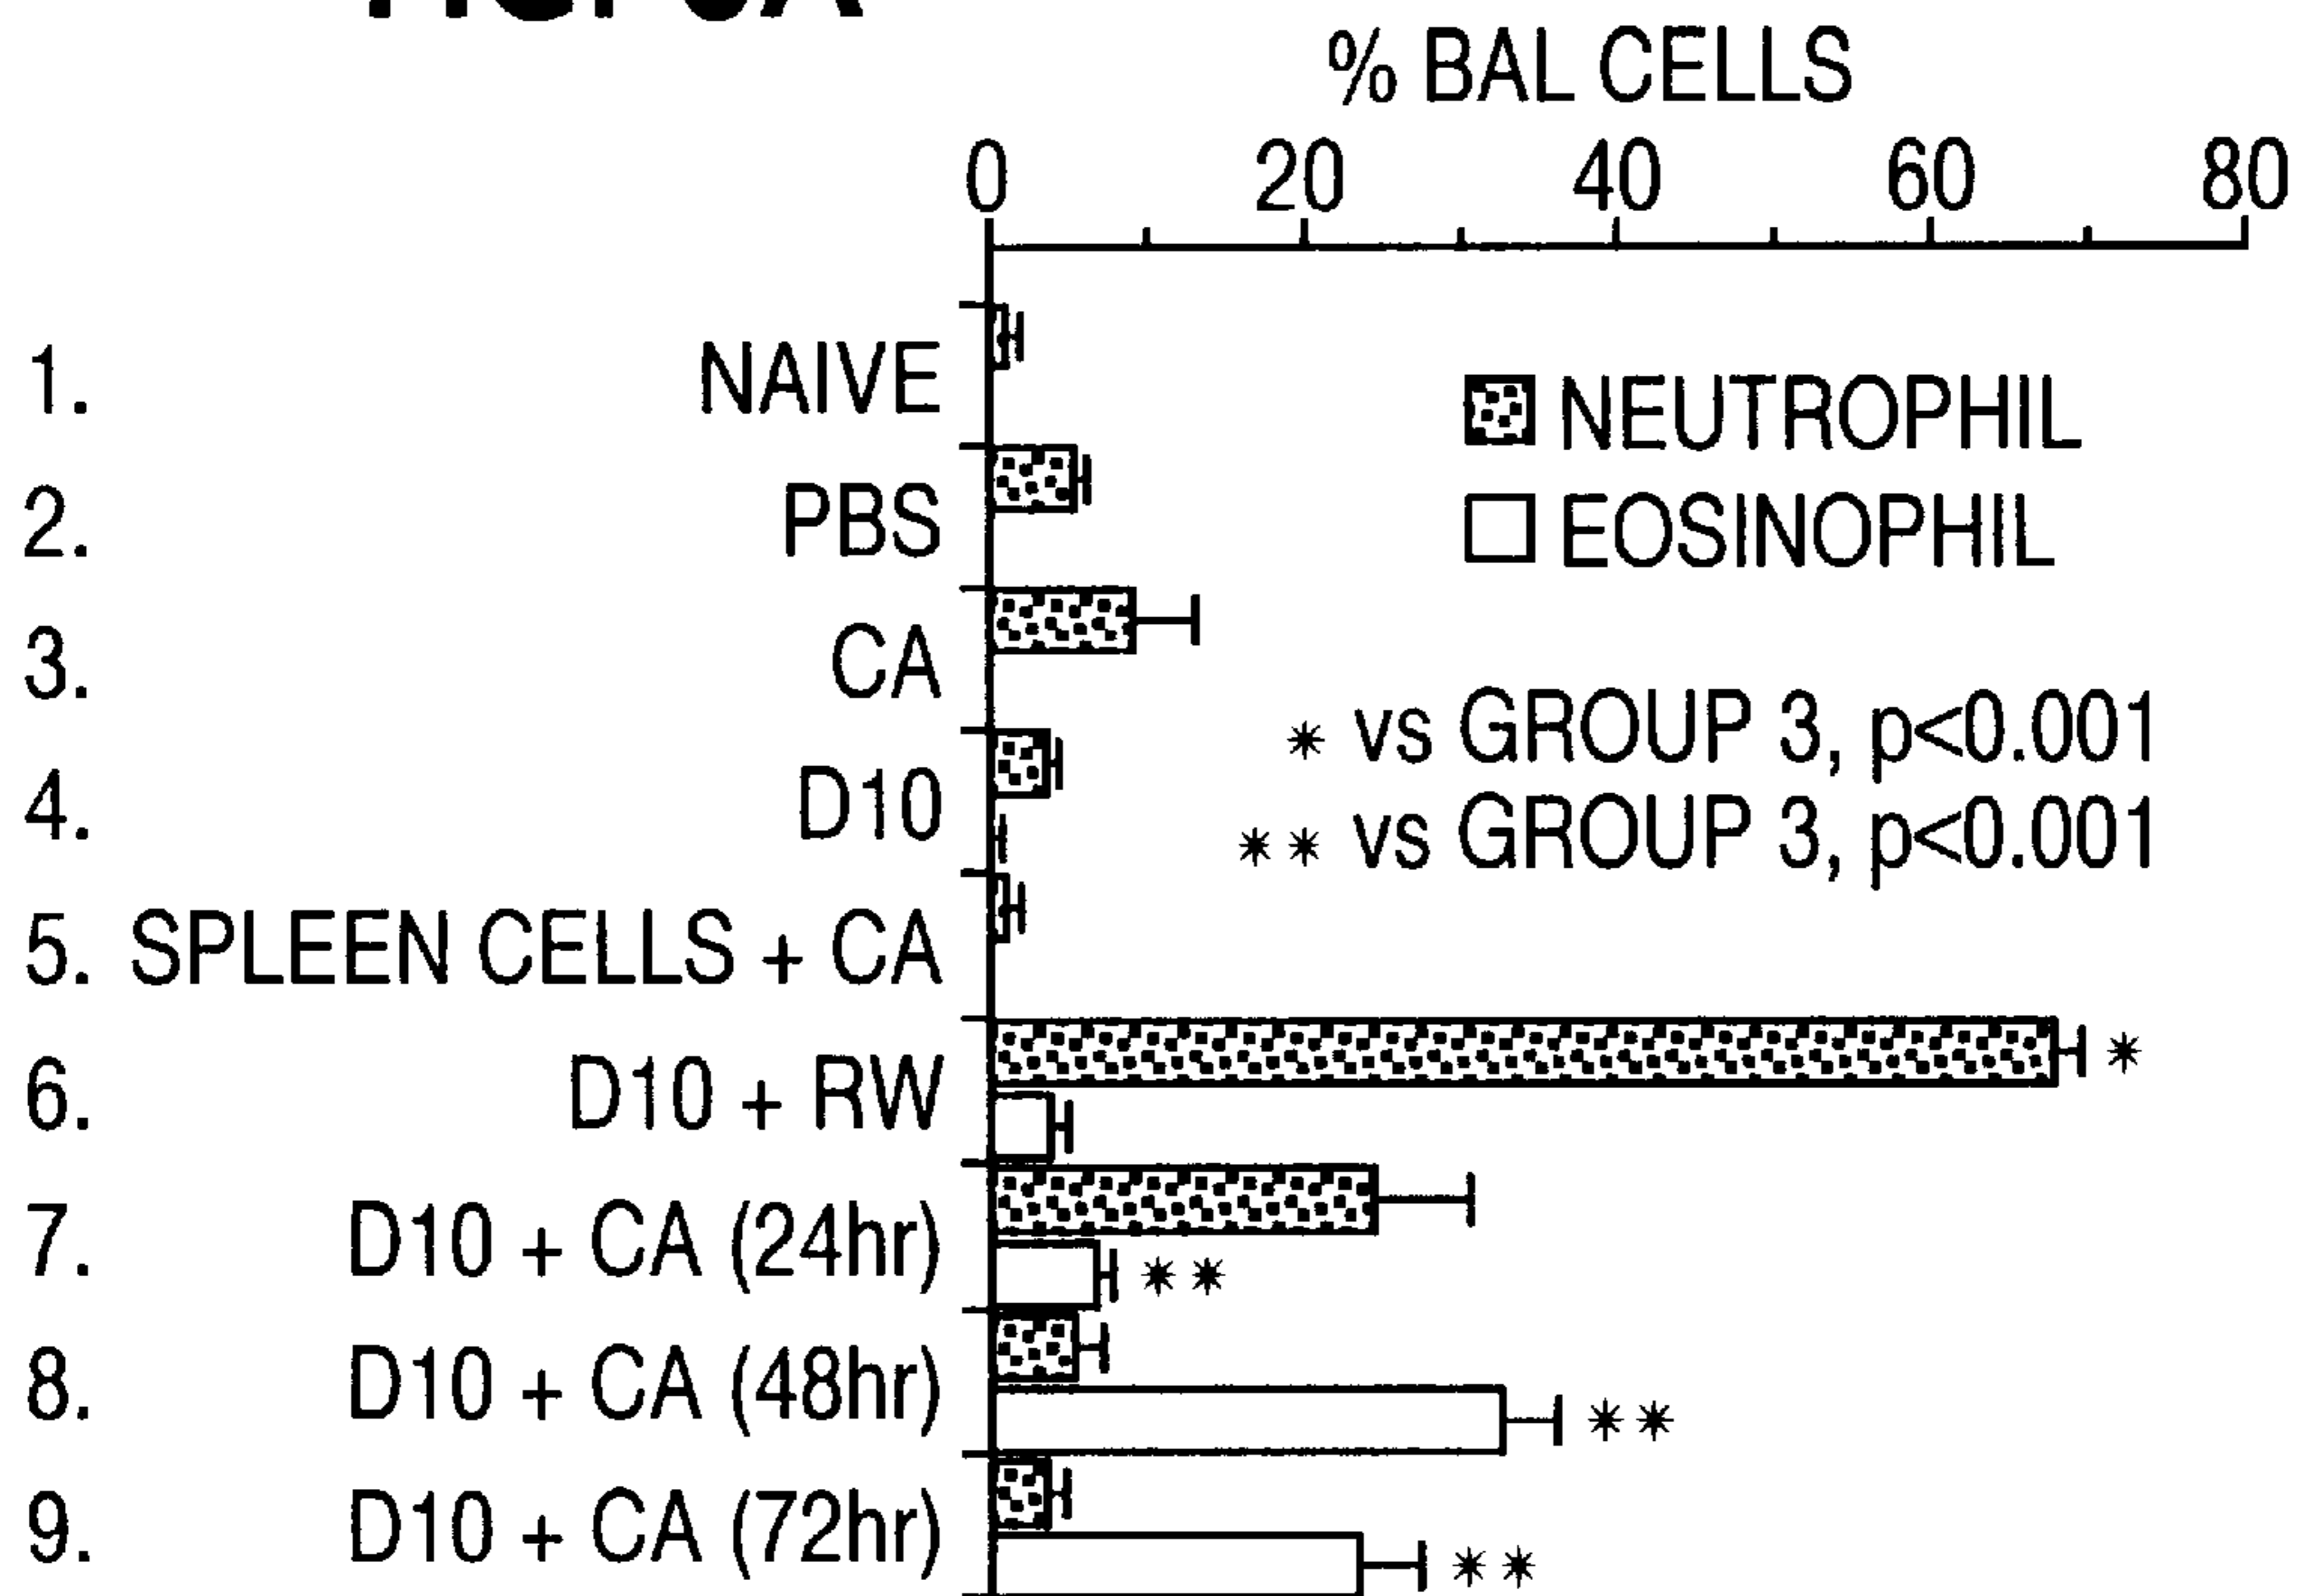 % BAL CELLS
0 20 40 60 80
1. NAIVE
NEUTROPHIL
2. PBS
EOSINOPHIL
3. CA
* vs GROUP 3, p<0.001
4. D10
** vs GROUP 3, p<0.001
5. SPLEEN CELLS + CA
6. D10 + RW
*
7. D10 + CA (24hr)
**
8. D10 + CA (48hr)
**
9. D10 + CA (72hr)
**